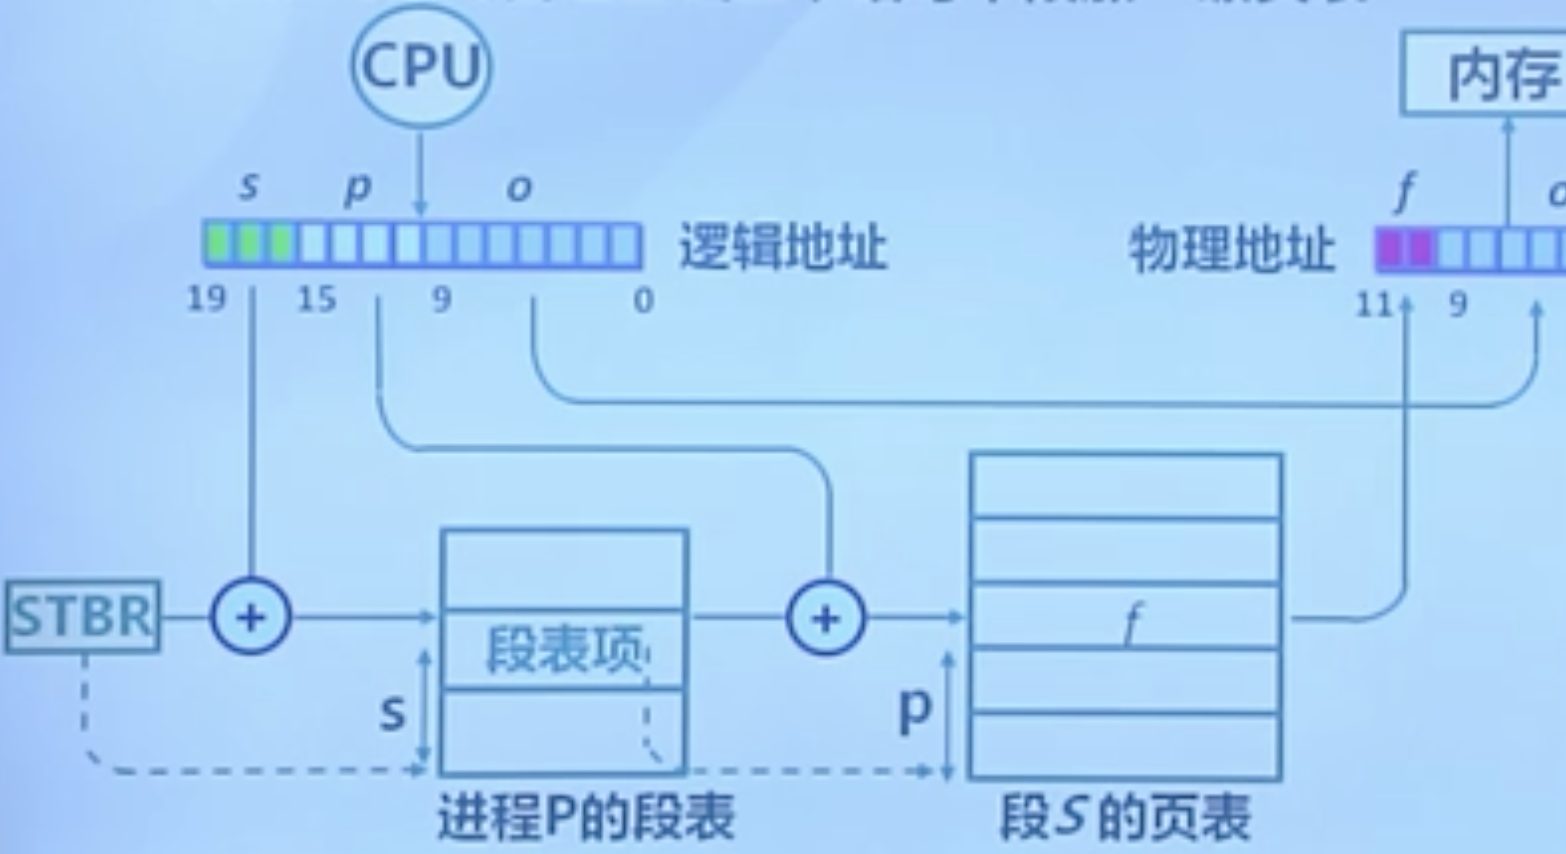 CPU
内存
s p o
f
逻辑地址
物理地址
19 15 9 0
11 9
STBR
段表项
f
s
p
进程P的段表
段S的页表